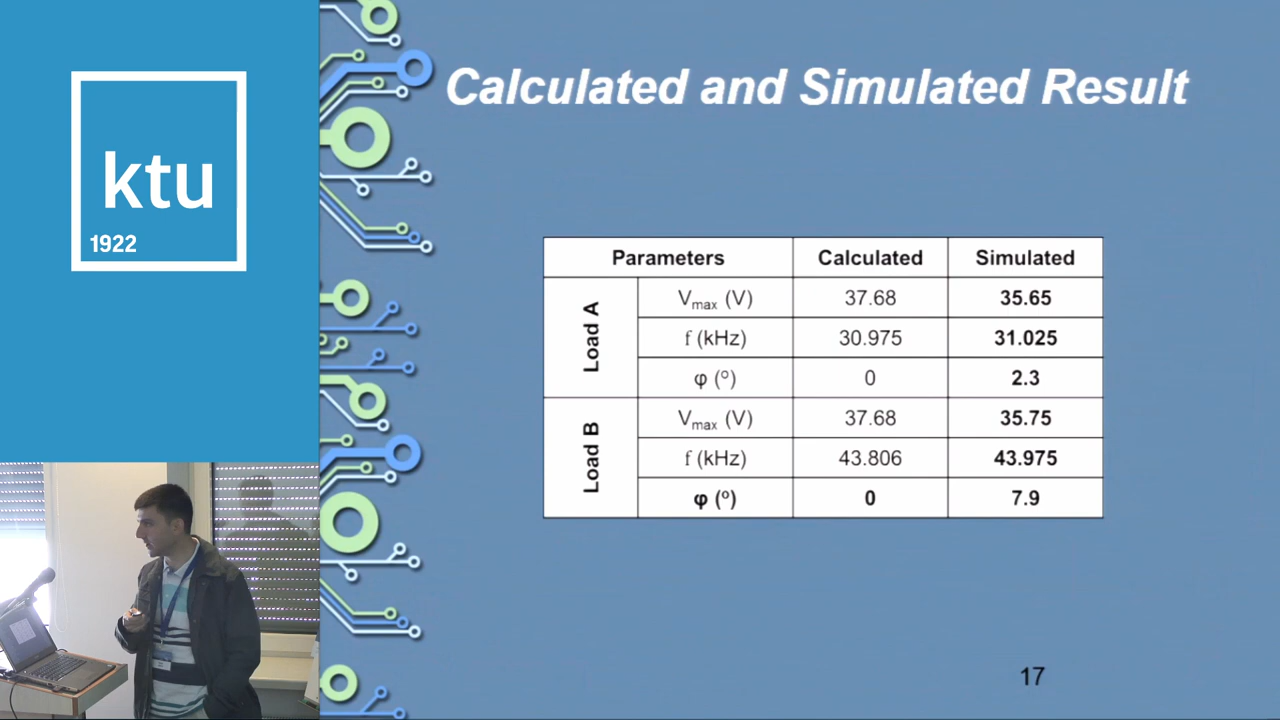 ktu
1922
Calculated and Simulated Result
Parameters Calculated Simulated
Load A
Vmax (V) 37.68 35.65
f (kHz) 30.975 31.025
φ (º) 0 2.3
Load B
Vmax (V) 37.68 35.75
f (kHz) 43.806 43.975
φ (º) 0 7.9
17